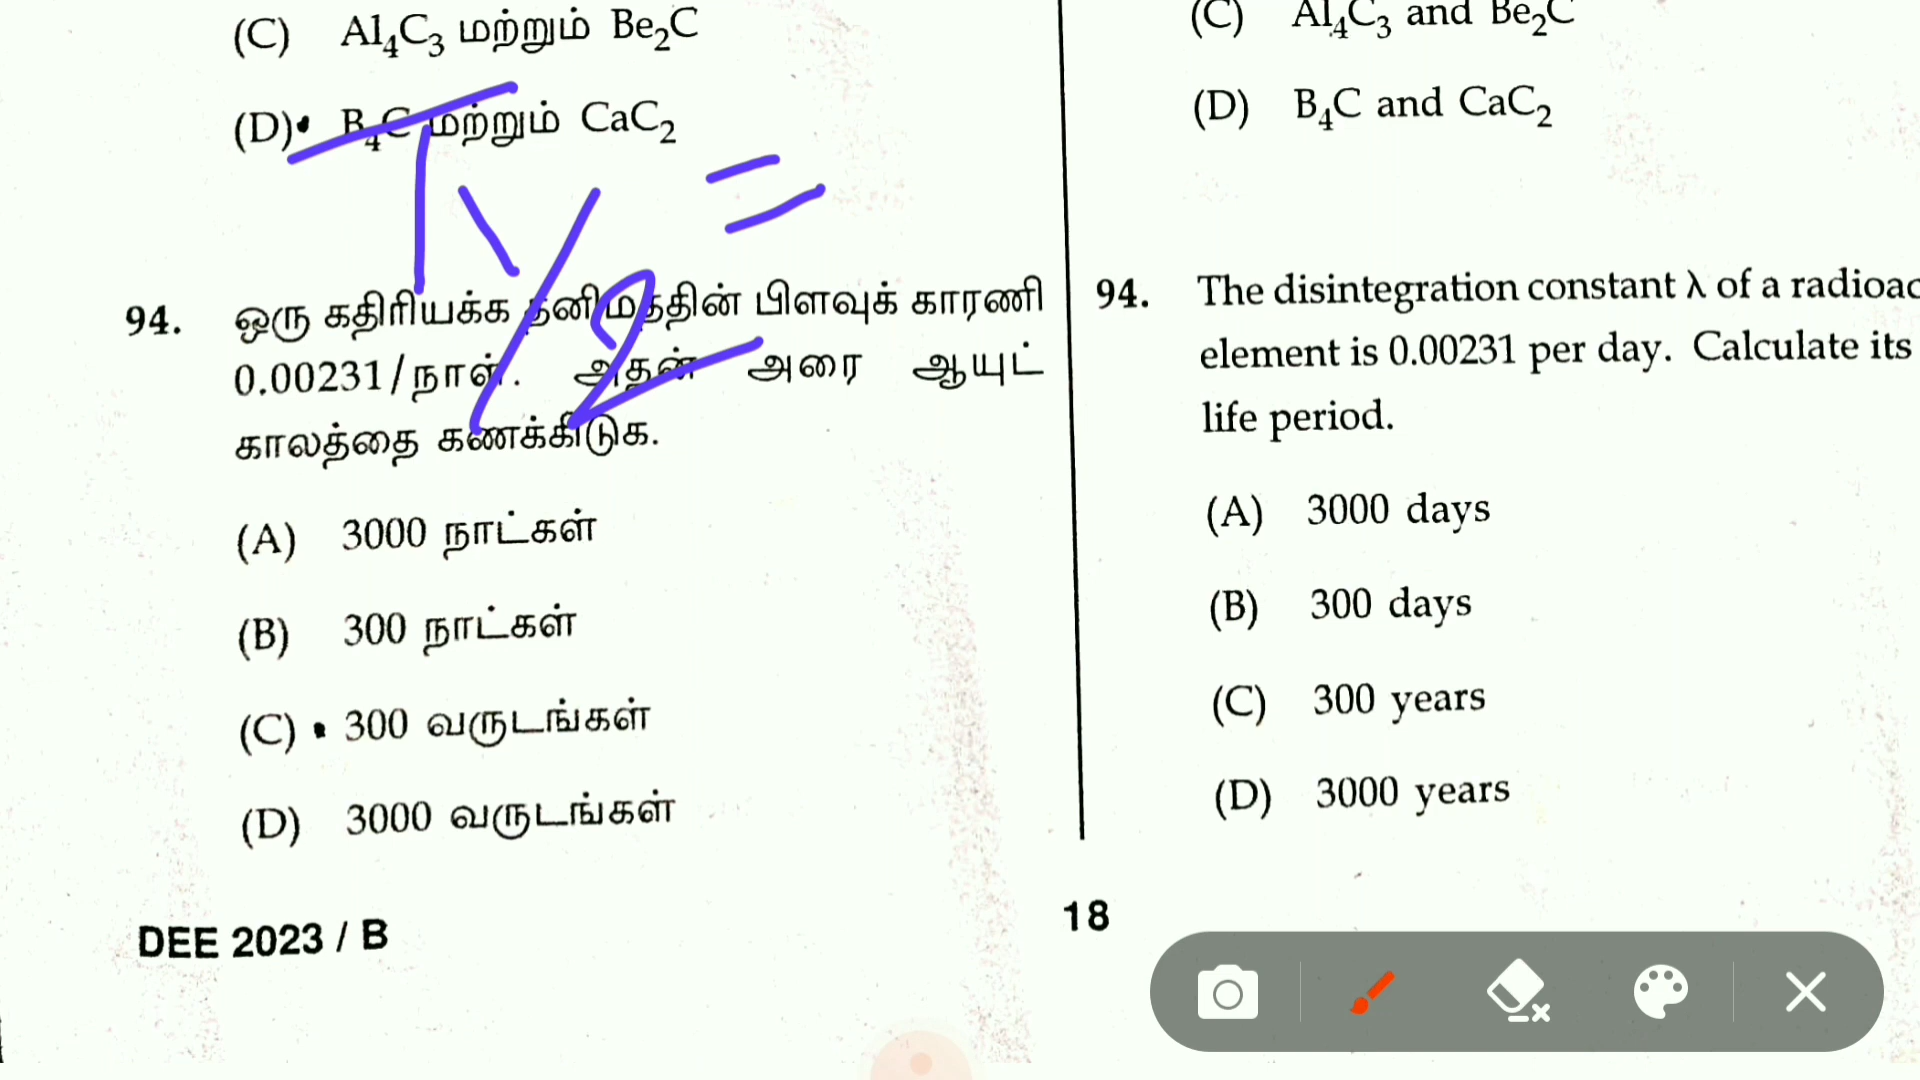 (C) Al₄C₃ மற்றும் Be₂C
(D) B₄C மற்றும் CaC₂
T1/2 =
94. ஒரு கதிரியக்க தனிமத்தின் பிளவுக் காரணி
0.00231/நாள். அதன் அரை ஆயுட்
காலத்தை கணக்கிடுக.
(A) 3000 நாட்கள்
(B) 300 நாட்கள்
(C) 300 வருடங்கள்
(D) 3000 வருடங்கள்
DEE 2023 / B
(C) Al₄C₃ and Be₂C
(D) B₄C and CaC₂
94. The disintegration constant λ of a radioac
element is 0.00231 per day. Calculate its
life period.
(A) 3000 days
(B) 300 days
(C) 300 years
(D) 3000 years
18